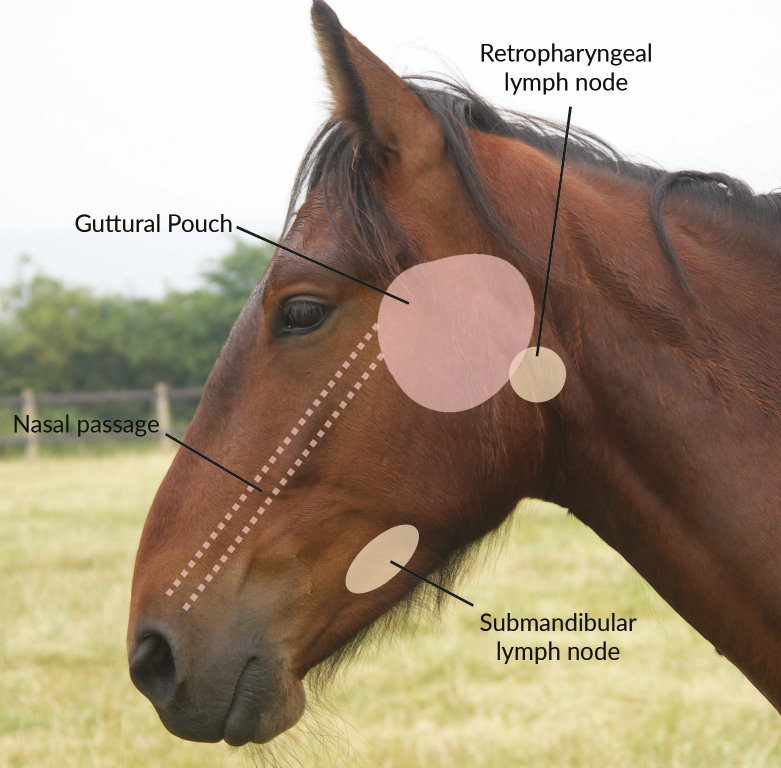 Retropharyngeal
lymph node
Guttural Pouch
Nasal passage
Submandibular
lymph node